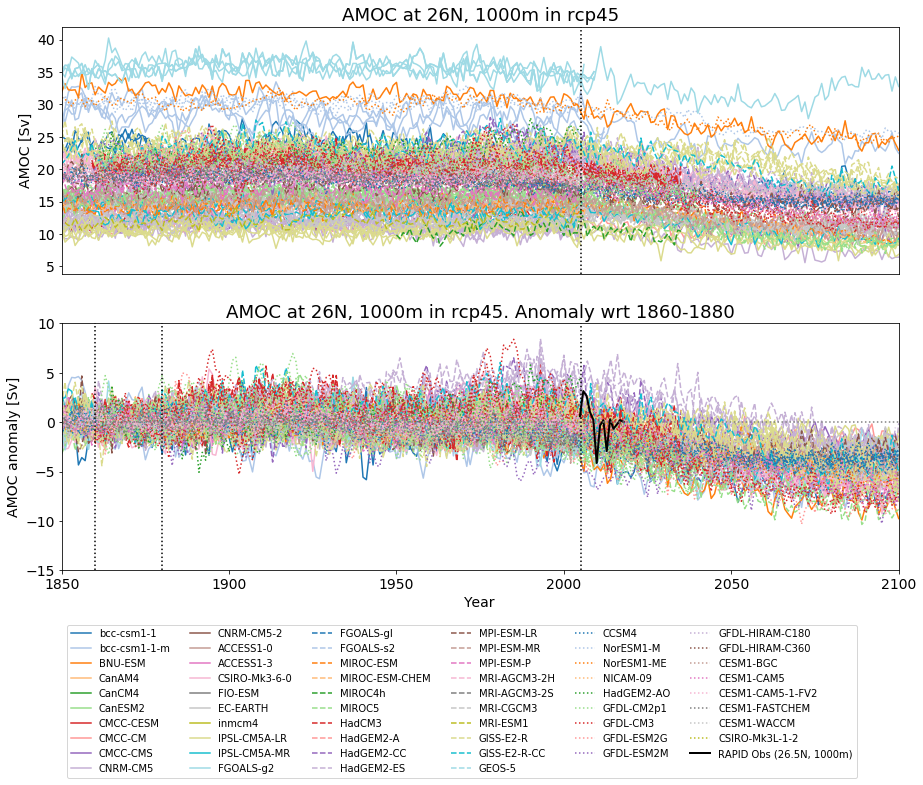 AMOC at 26N, 1000m in rcp45
AMOC [Sv]
40
35
30
25
20
15
10
5
AMOC at 26N, 1000m in rcp45. Anomaly wrt 1860-1880
AMOC anomaly [Sv]
10
5
0
−5
−10
−15
1850 1900 1950 2000 2050 2100
Year
bcc-csm1-1
bcc-csm1-1-m
BNU-ESM
CanAM4
CanCM4
CanESM2
CMCC-CESM
CMCC-CM
CMCC-CMS
CNRM-CM5
CNRM-CM5-2
ACCESS1-0
ACCESS1-3
CSIRO-Mk3-6-0
FIO-ESM
EC-EARTH
inmcm4
IPSL-CM5A-LR
IPSL-CM5A-MR
FGOALS-g2
FGOALS-gl
FGOALS-s2
MIROC-ESM
MIROC-ESM-CHEM
MIROC4h
MIROC5
HadCM3
HadGEM2-A
HadGEM2-CC
HadGEM2-ES
MPI-ESM-LR
MPI-ESM-MR
MPI-ESM-P
MRI-AGCM3-2H
MRI-AGCM3-2S
MRI-CGCM3
MRI-ESM1
GISS-E2-R
GISS-E2-R-CC
GEOS-5
CCSM4
NorESM1-M
NorESM1-ME
NICAM-09
HadGEM2-AO
GFDL-CM2p1
GFDL-CM3
GFDL-ESM2G
GFDL-ESM2M
GFDL-HIRAM-C180
GFDL-HIRAM-C360
CESM1-BGC
CESM1-CAM5
CESM1-CAM5-1-FV2
CESM1-FASTCHEM
CESM1-WACCM
CSIRO-Mk3L-1-2
RAPID Obs (26.5N, 1000m)